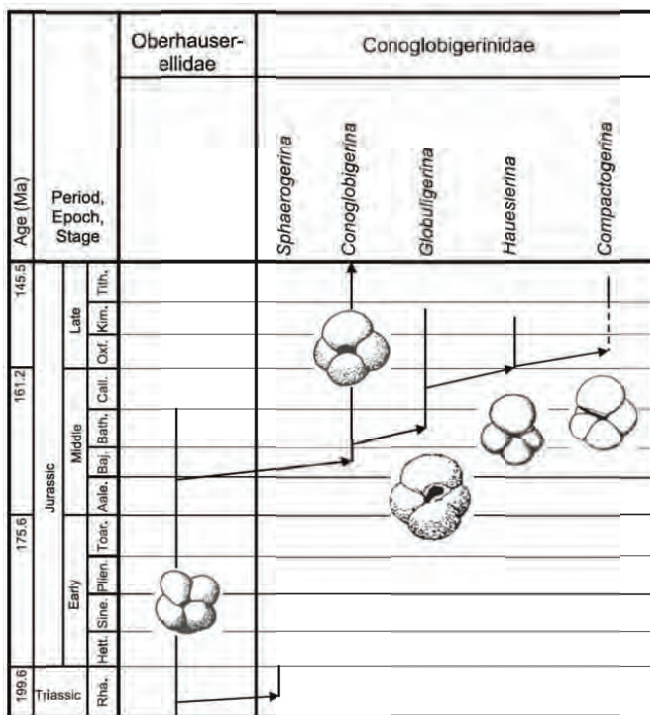 Oberhauser-
ellidae
Conoglobigerinidae
Age (Ma)
Period,
Epoch,
Stage
Sphaerogerina
Conoglobigerina
Globuligerina
Haueslerina
Compactogerina
145.5
161.2
175.6
199.6
Jurassic
Triassic
Late
Middle
Early
Tith.
Kim.
Oxf.
Call.
Bath.
Baj.
Aale.
Toar.
Plien.
Sine.
Hett.
Rhá.